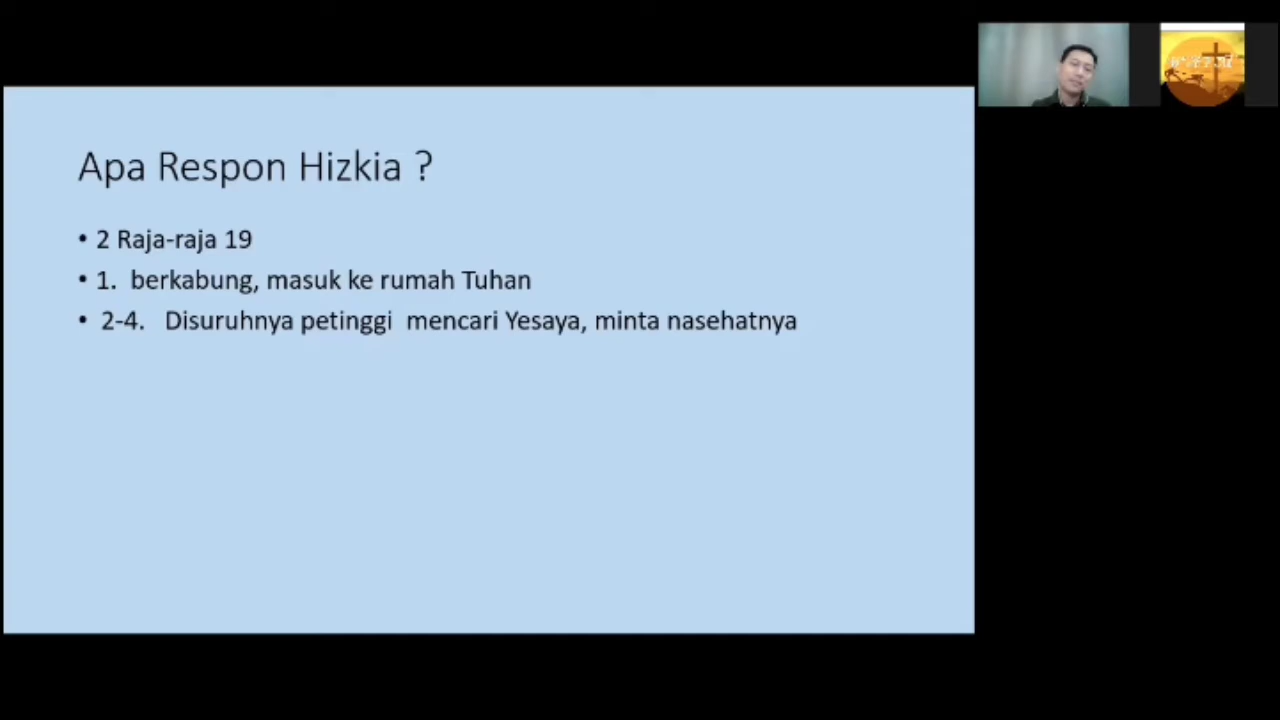 Apa Respon Hizkia ?
• 2 Raja-raja 19
• 1. berkabung, masuk ke rumah Tuhan
• 2-4. Disuruhnya petinggi mencari Yesaya, minta nasehatnya